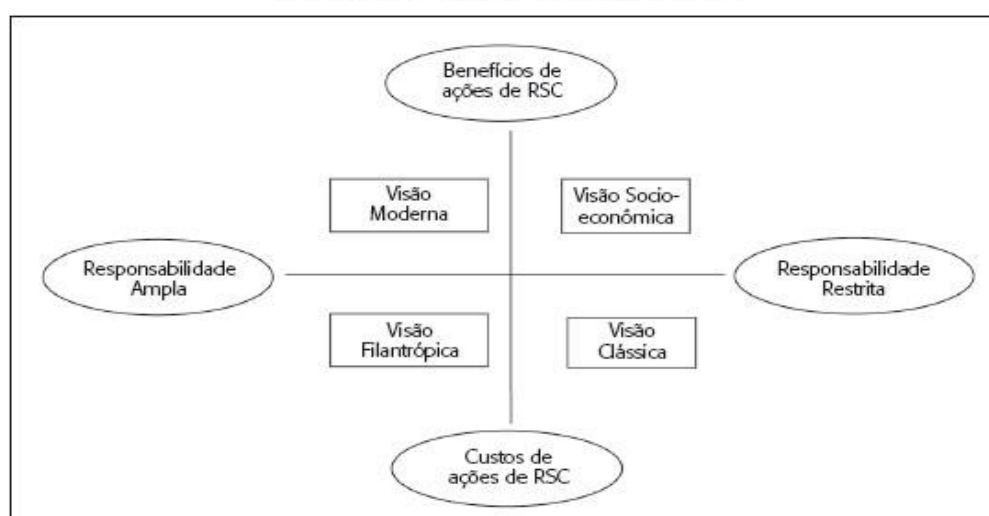 Benefícios de
ações de RSC
Visão
Moderna
Visão Socio-
econômica
Responsabilidade
Ampla
Responsabilidade
Restrita
Visão
Filantrópica
Visão
Clássica
Custos de
ações de RSC